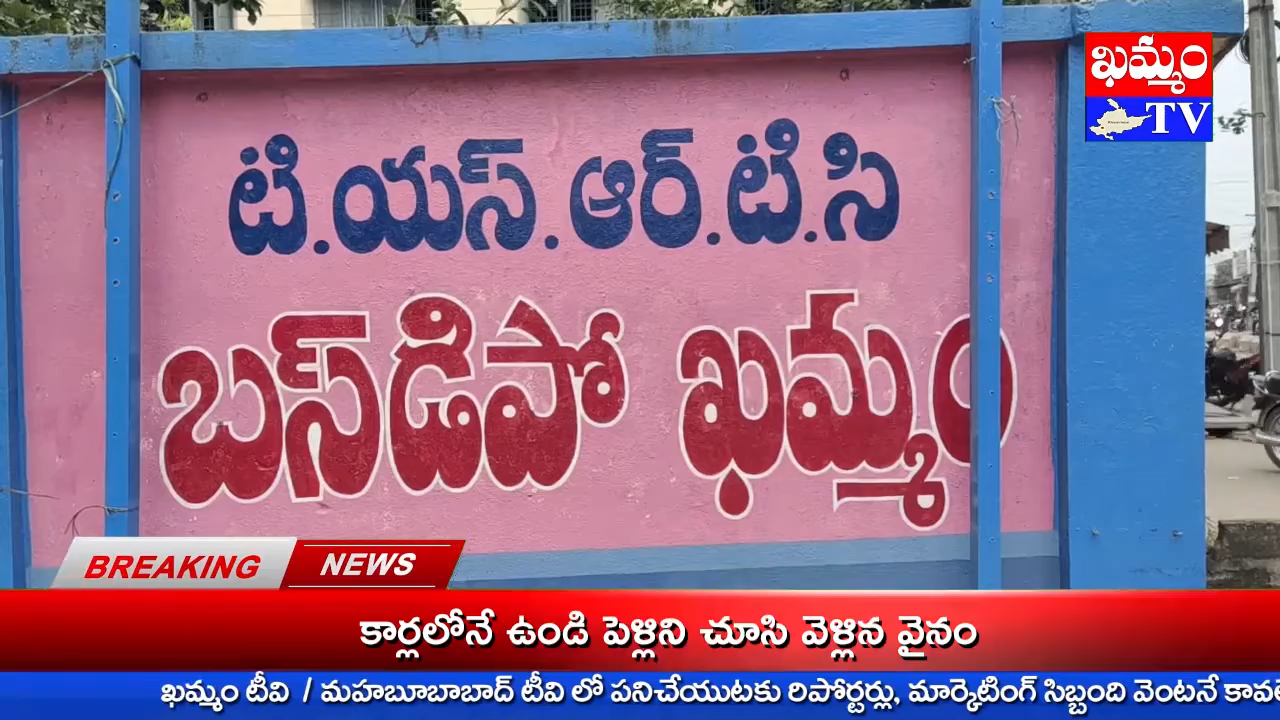 ఖమ్మం
TV
టి.యస్.ఆర్.టి.సి
బస్‌డిపో ఖమ్మం
BREAKING NEWS
కార్లలోనే ఉండి పెళ్లిని చూసి వెళ్లిన వైనం
ఖమ్మం టీవి / మహబూబాబాద్ టీవి లో పనిచేయుటకు రిపోర్టర్లు, మార్కెటింగ్ సిబ్బంది వెంటనే